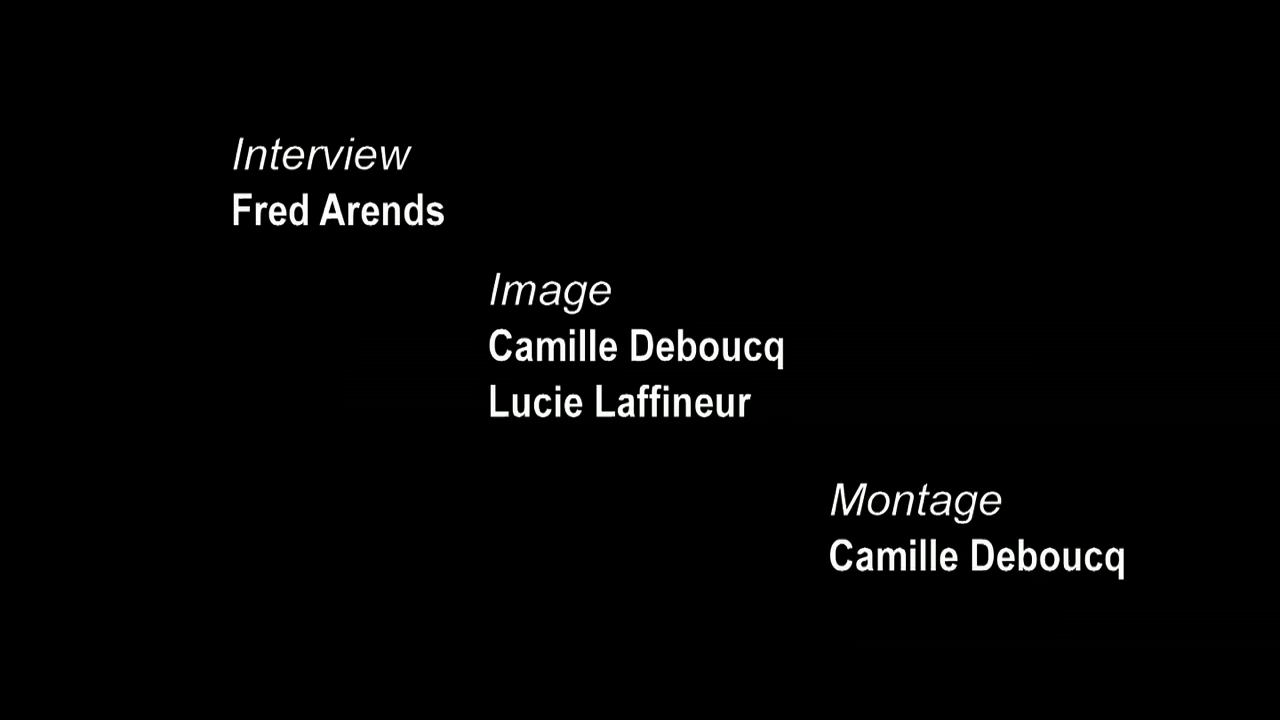 Interview
Fred Arends
Image
Camille Deboucq
Lucie Laffineur
Montage
Camille Deboucq